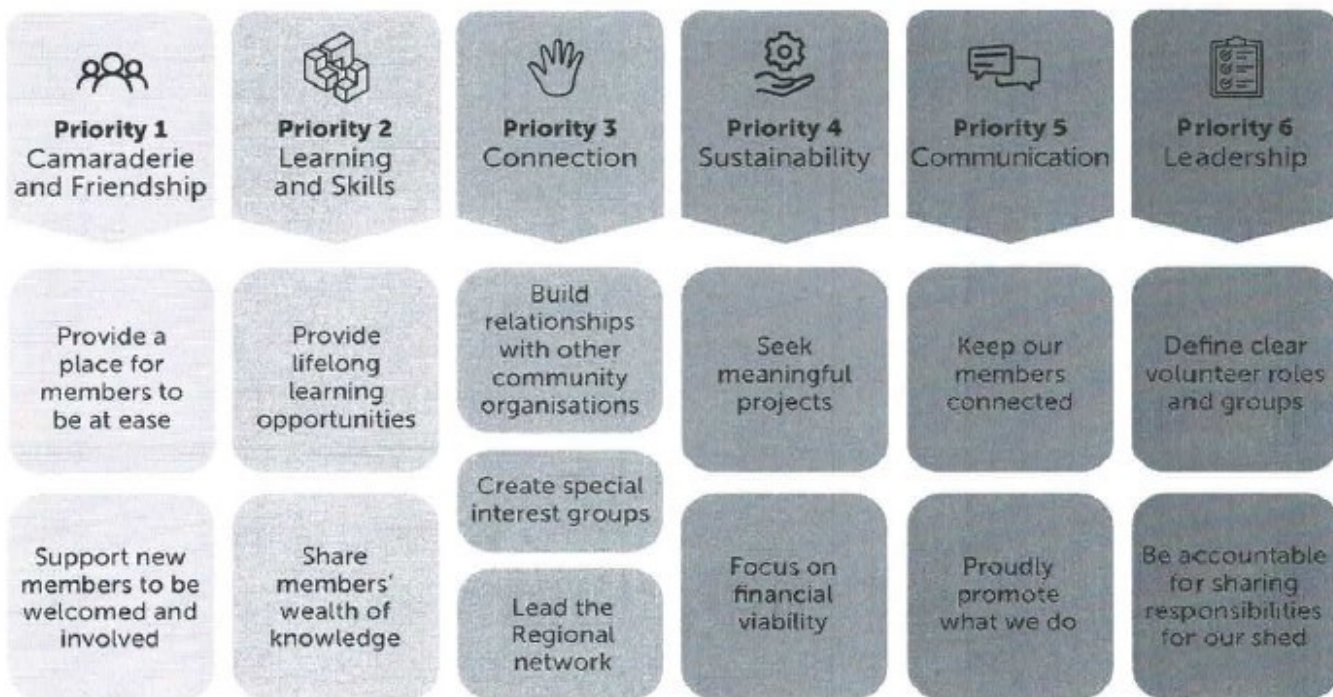 Priority 1
Camaraderie
and Friendship
Priority 2
Learning
and Skills
Priority 3
Connection
Priority 4
Sustainability
Priority 5
Communication
Priority 6
Leadership
Provide a
place for
members to
be at ease
Support new
members to be
welcomed and
involved
Provide
lifelong
learning
opportunities
Share
members'
wealth of
knowledge
Build
relationships
with other
community
organisations
Create special
interest groups
Lead the
Regional
network
Seek
meaningful
projects
Focus on
financial
viability
Keep our
members
connected
Proudly
promote
what we do
Define clear
volunteer roles
and groups
Be accountable
for sharing
responsibilities
for our shed